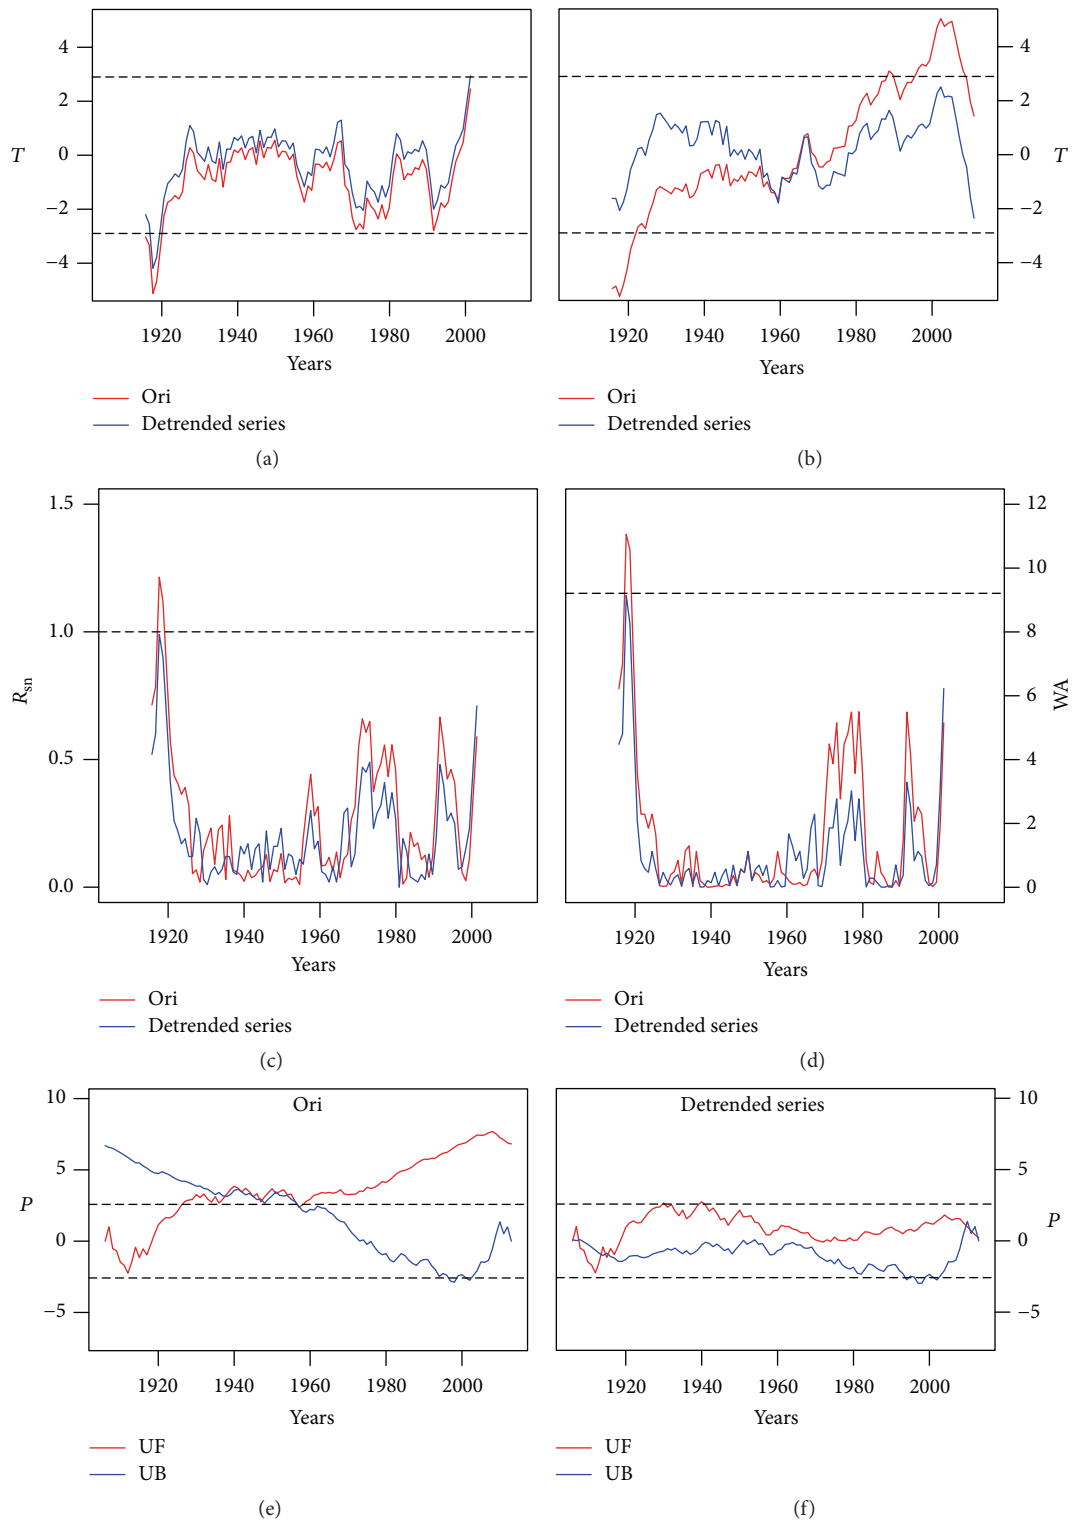 4
2
0
−2
−4
T
1920 1940 1960 1980 2000
Years
Ori
Detrended series
(a)
4
2
0
−2
−4
T
1920 1940 1960 1980 2000
Years
Ori
Detrended series
(b)
1.5
1.0
0.5
0.0
Rsn
1920 1940 1960 1980 2000
Years
Ori
Detrended series
(c)
12
10
8
6
4
2
0
WA
1920 1940 1960 1980 2000
Years
Ori
Detrended series
(d)
Ori
10
5
0
−5
P
1920 1940 1960 1980 2000
Years
UF
UB
(e)
Detrended series
10
5
0
−5
P
1920 1940 1960 1980 2000
Years
UF
UB
(f)